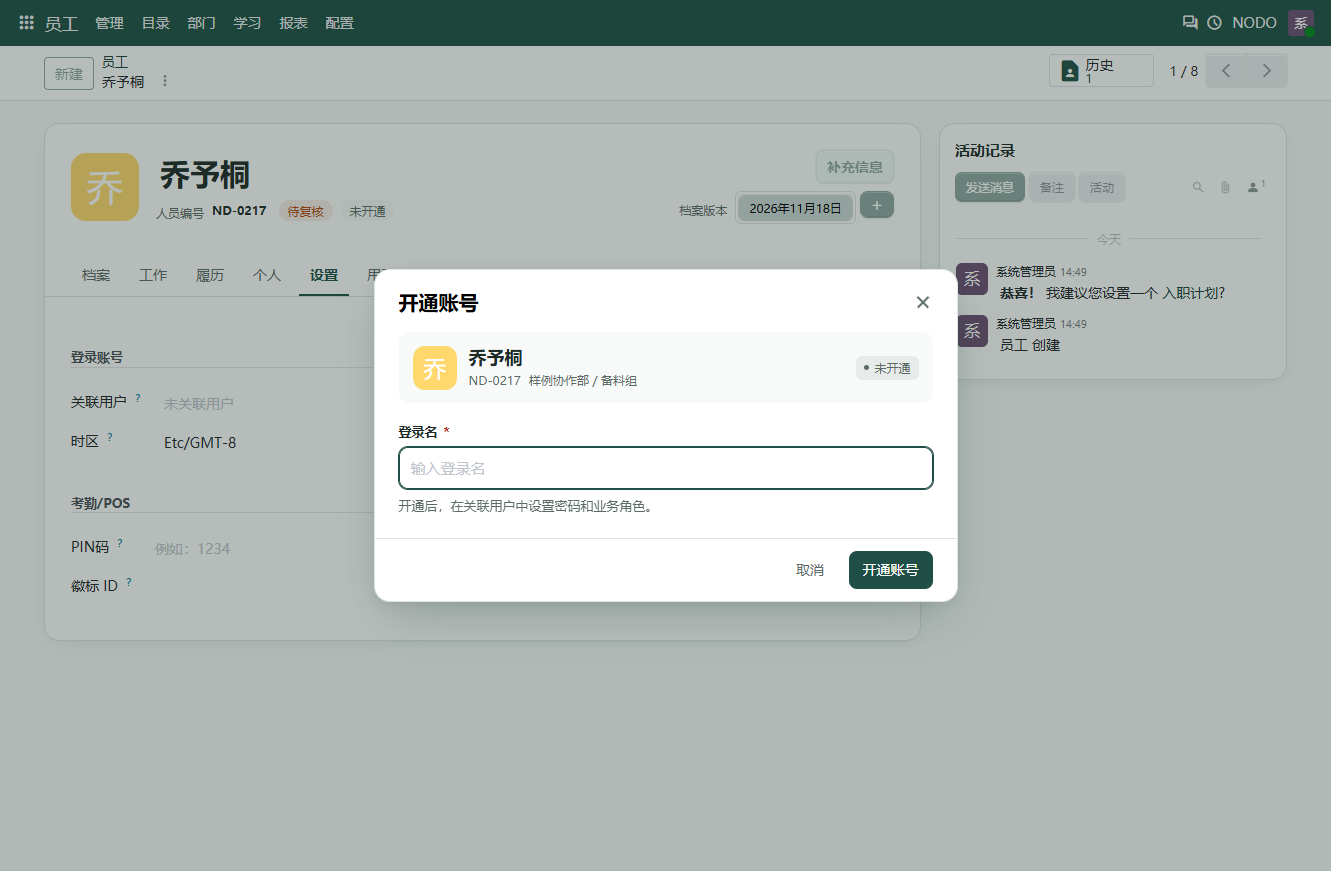 员工 管理 目录 部门 学习 报表 配置 NODO 系
新建 员工
乔予桐
历史
1
1 / 8
乔
乔予桐
人员编号 ND-0217 待复核 未开通
补充信息
档案版本 2026年11月18日 +
档案 工作 履历 个人 设置
登录账号
关联用户 ? 未关联用户
时区 ? Etc/GMT-8
考勤/POS
PIN码 ? 例如：1234
徽标 ID ?
开通账号
乔
乔予桐
ND-0217 样例协作部 / 备料组
未开通
登录名 *
输入登录名
开通后，在关联用户中设置密码和业务角色。
取消 开通账号
活动记录
发送消息 备注 活动 1
今天
系 系统管理员 14:49
恭喜！ 我建议您设置一个 入职计划?
系 系统管理员 14:49
员工 创建